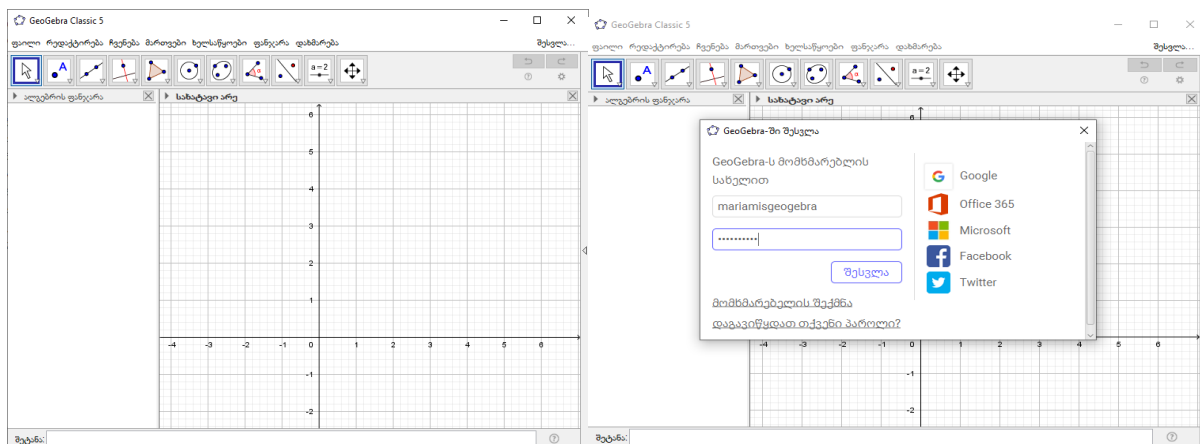 GeoGebra Classic 5
ფაილი რედაქტირება ჩვენება მართვები ხელსაწყოები ფანჯარა დახმარება შესვლა...
A α a=2
ალგებრის ფანჯარა
სახატავი არე
6
5
4
3
2
1
-4 -3 -2 -1 0 1 2 3 4 5 6
-1
-2
შეტანა:
GeoGebra Classic 5
ფაილი რედაქტირება ჩვენება მართვები ხელსაწყოები ფანჯარა დახმარება შესვლა...
A α a=2
ალგებრის ფანჯარა
სახატავი არე
6
GeoGebra-ში შესვლა
GeoGebra-ს მომხმარებლის
სახელით
mariamisgeogebra
••••••••••
შესვლა
მომხმარებელის შექმნა
დაგავიწყდათ თქვენი პაროლი?
Google
Office 365
Microsoft
Facebook
Twitter
-4 -3 -2 -1 0 1 2 3 4 5 6
-1
-2
შეტანა: